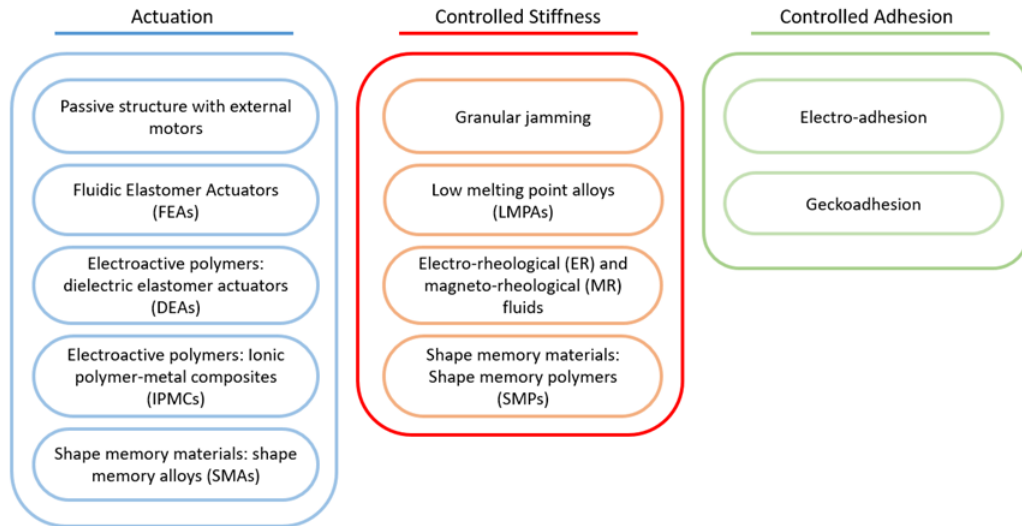 Actuation
Passive structure with external
motors
Fluidic Elastomer Actuators
(FEAs)
Electroactive polymers:
dielectric elastomer actuators
(DEAs)
Electroactive polymers: Ionic
polymer-metal composites
(IPMCs)
Shape memory materials: shape
memory alloys (SMAs)
Controlled Stiffness
Granular jamming
Low melting point alloys
(LMPAs)
Electro-rheological (ER) and
magneto-rheological (MR)
fluids
Shape memory materials:
Shape memory polymers
(SMPs)
Controlled Adhesion
Electro-adhesion
Geckoadhesion